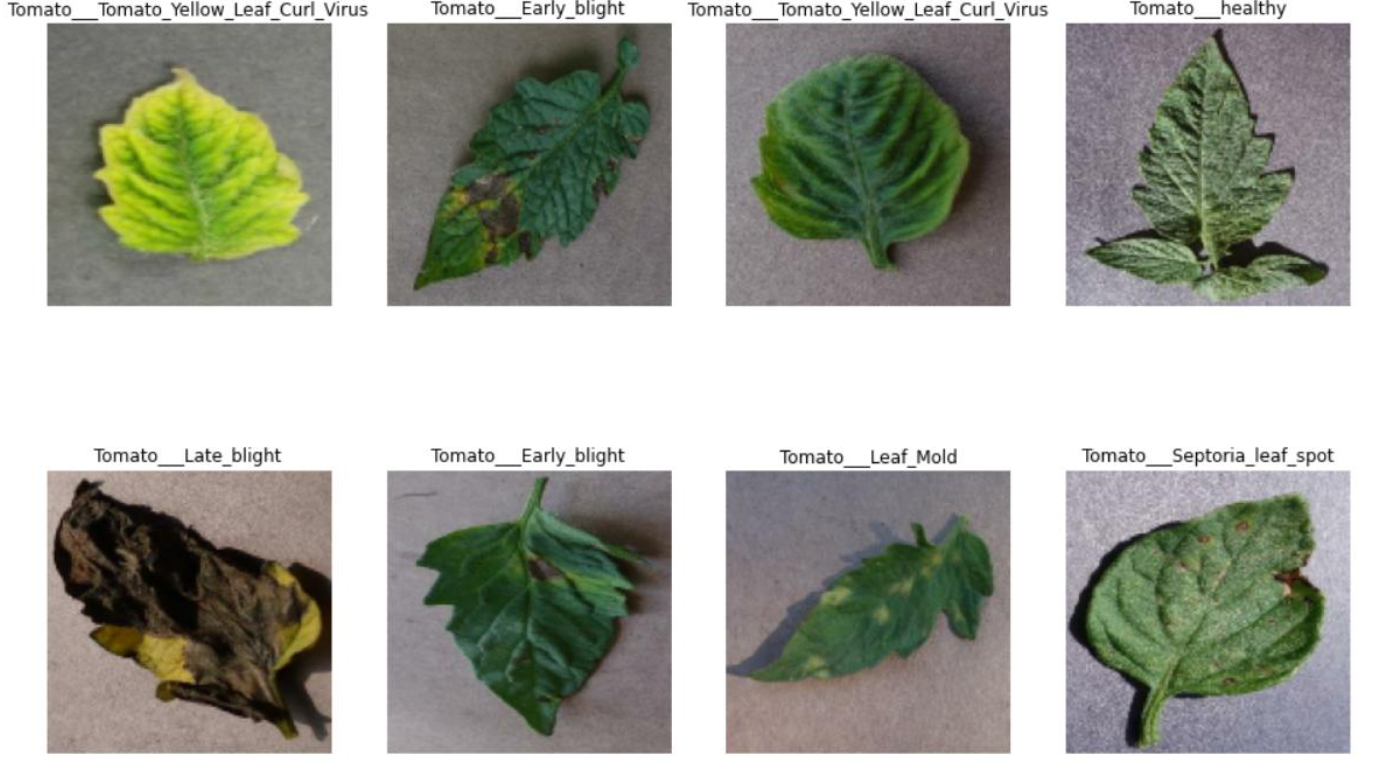 Tomato___Tomato_Yellow_Leaf_Curl_Virus
Tomato___Early_blight
Tomato___Tomato_Yellow_Leaf_Curl_Virus
Tomato___healthy
Tomato___Late_blight
Tomato___Early_blight
Tomato___Leaf_Mold
Tomato___Septoria_leaf_spot